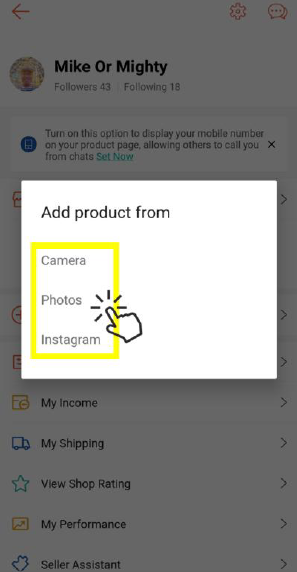 Mike Or Mighty
Followers 43 Following 18
Turn on this option to display your mobile number
on your product page, allowing others to call you
from chats Set Now
Add product from
Camera
Photos
Instagram
My Income
My Shipping
View Shop Rating
My Performance
Seller Assistant